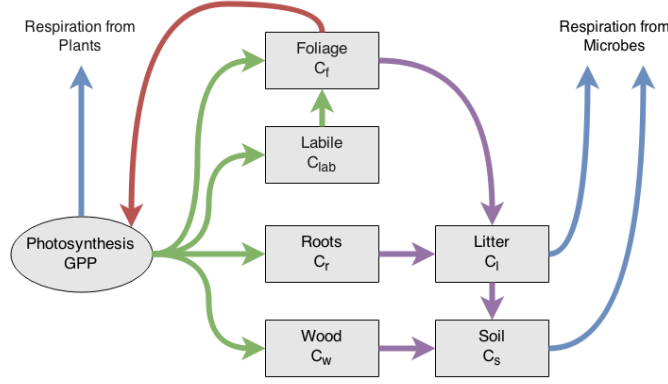 Respiration from
Plants
Foliage
Cf
Respiration from
Microbes
Labile
Clab
Photosynthesis
GPP
Roots
Cr
Litter
Cl
Wood
Cw
Soil
Cs